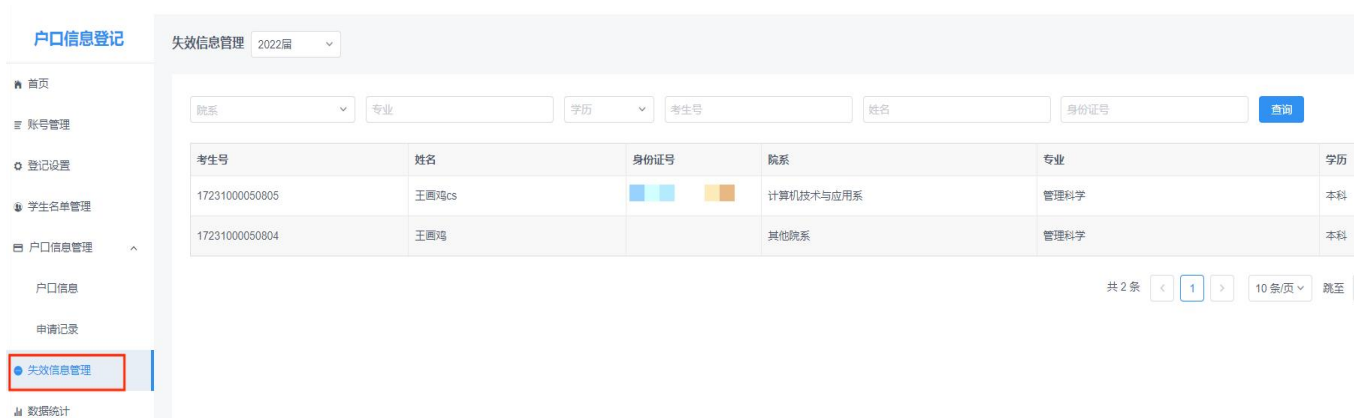 户口信息登记
首页
账号管理
登记设置
学生名单管理
户口信息管理
户口信息
申请记录
失效信息管理
数据统计
失效信息管理 2022届
院系 专业 学历 考生号 姓名 身份证号 查询
考生号 姓名 身份证号 院系 专业 学历
17231000050805 王画鸡cs 计算机技术与应用系 管理科学 本科
17231000050804 王画鸡 其他院系 管理科学 本科
共 2 条 < 1 > 10 条/页 跳至